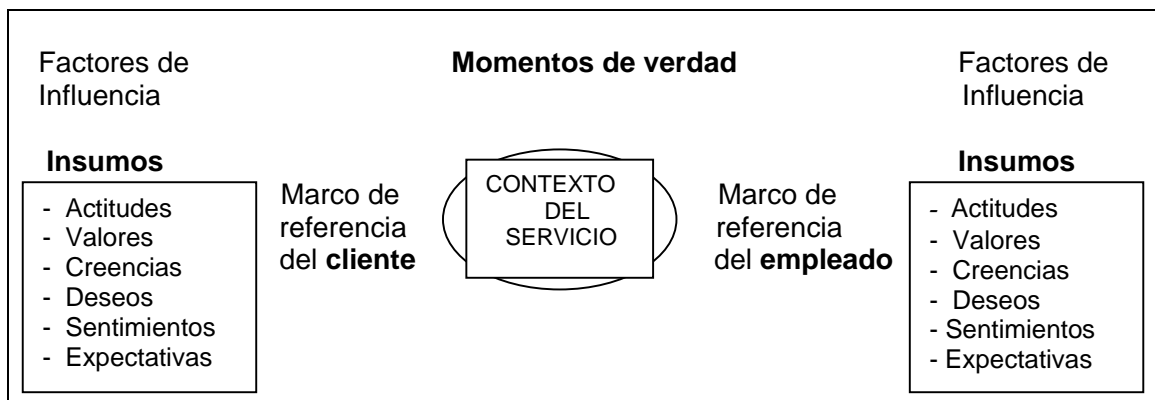 Factores de
Influencia
Momentos de verdad
Factores de
Influencia
Insumos
- Actitudes
- Valores
- Creencias
- Deseos
- Sentimientos
- Expectativas
Marco de
referencia
del cliente
CONTEXTO
DEL
SERVICIO
Marco de
referencia
del empleado
Insumos
- Actitudes
- Valores
- Creencias
- Deseos
- Sentimientos
- Expectativas